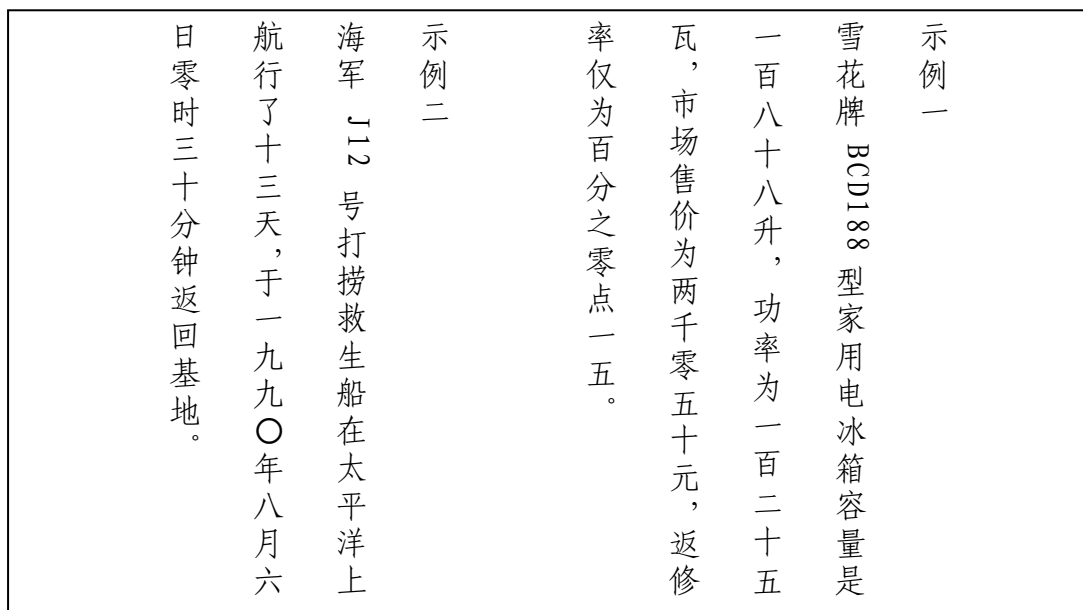 示例一
雪花牌 BCD188 型家用电冰箱容量是
一百八十八升，功率为一百二十五
瓦，市场售价为两千零五十元，返修
率仅为百分之零点一五。
示例二
海军 J12 号打捞救生船在太平洋上
航行了十三天，于一九九〇年八月六
日零时三十分钟返回基地。